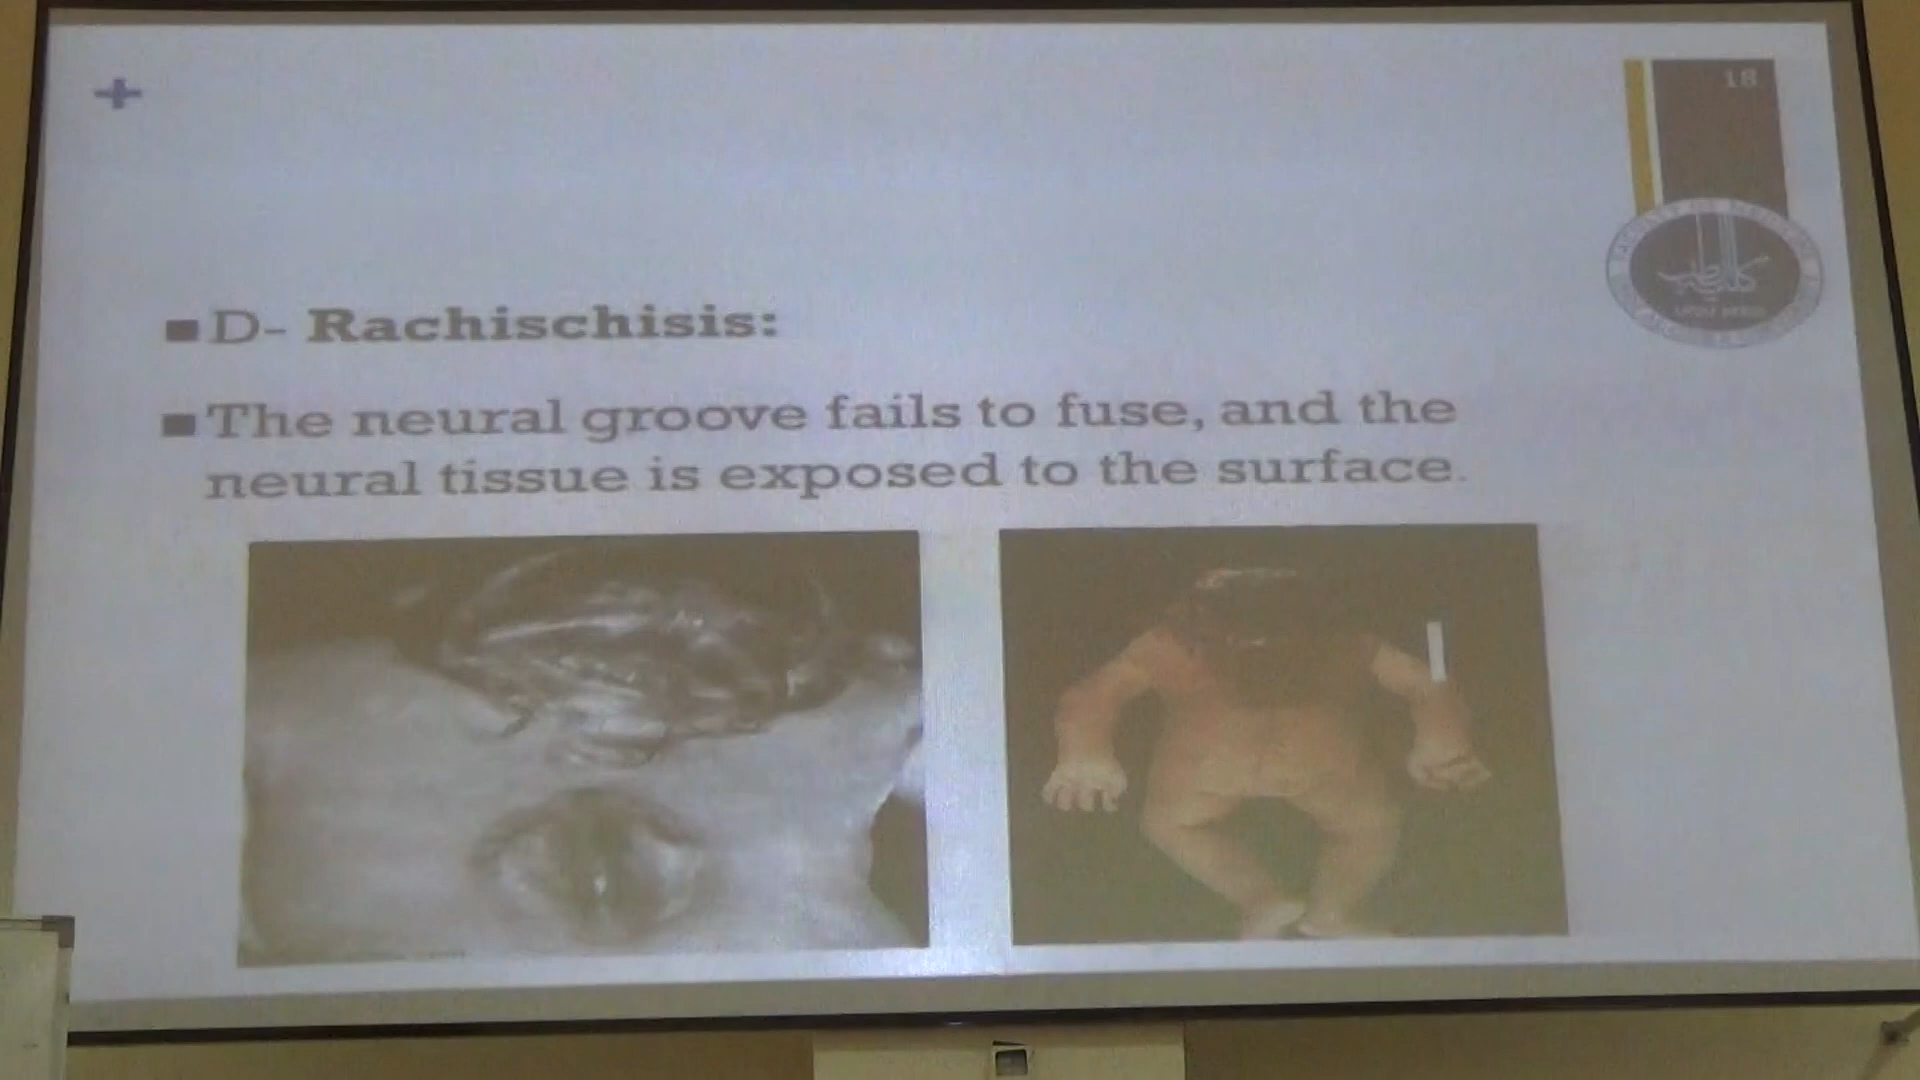 +
18
■ D- Rachischisis:
■ The neural groove fails to fuse, and the
neural tissue is exposed to the surface.